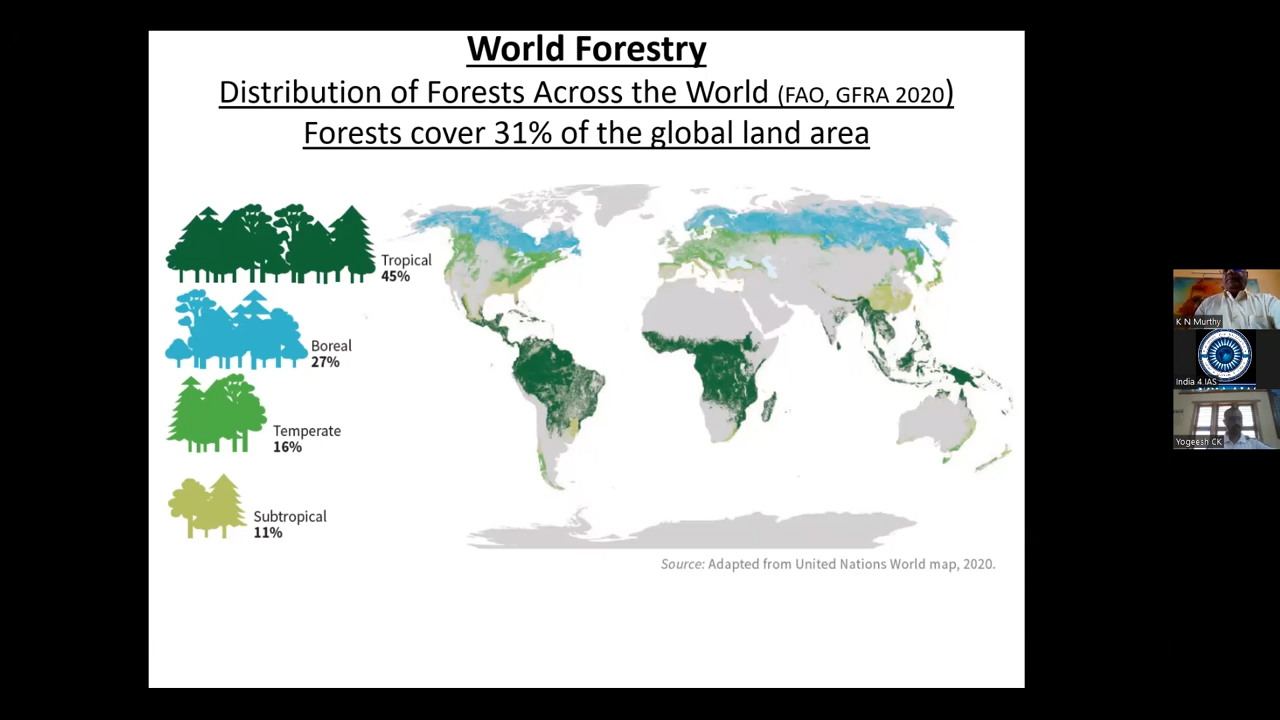 World Forestry
Distribution of Forests Across the World (FAO, GFRA 2020)
Forests cover 31% of the global land area
Tropical
45%
Boreal
27%
Temperate
16%
Subtropical
11%
Source: Adapted from United Nations World map, 2020.
K N Murthy
India 4 IAS
Yogeesh CK